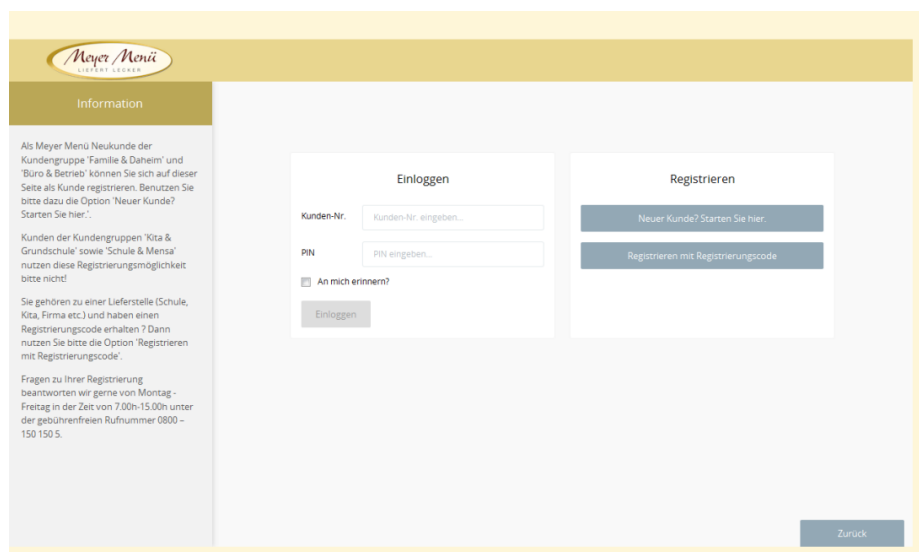 Meyer Menü
LIEFERT LECKER
Information
Als Meyer Menü Neukunde der
Kundengruppe 'Familie & Daheim' und
'Büro & Betrieb' können Sie sich auf dieser
Seite als Kunde registrieren. Benutzen Sie
bitte dazu die Option 'Neuer Kunde?
Starten Sie hier.'.
Kunden der Kundengruppen 'Kita &
Grundschule' sowie 'Schule & Mensa'
nutzen diese Registrierungsmöglichkeit
bitte nicht!
Sie gehören zu einer Lieferstelle (Schule,
Kita, Firma etc.) und haben einen
Registrierungscode erhalten ? Dann
nutzen Sie bitte die Option 'Registrieren
mit Registrierungscode'.
Fragen zu Ihrer Registrierung
beantworten wir gerne von Montag -
Freitag in der Zeit von 7.00h-15.00h unter
der gebührenfreien Rufnummer 0800 –
150 150 5.
Einloggen
Kunden-Nr. Kunden-Nr. eingeben...
PIN PIN eingeben...
An mich erinnern?
Einloggen
Registrieren
Neuer Kunde? Starten Sie hier.
Registrieren mit Registrierungscode
Zurück